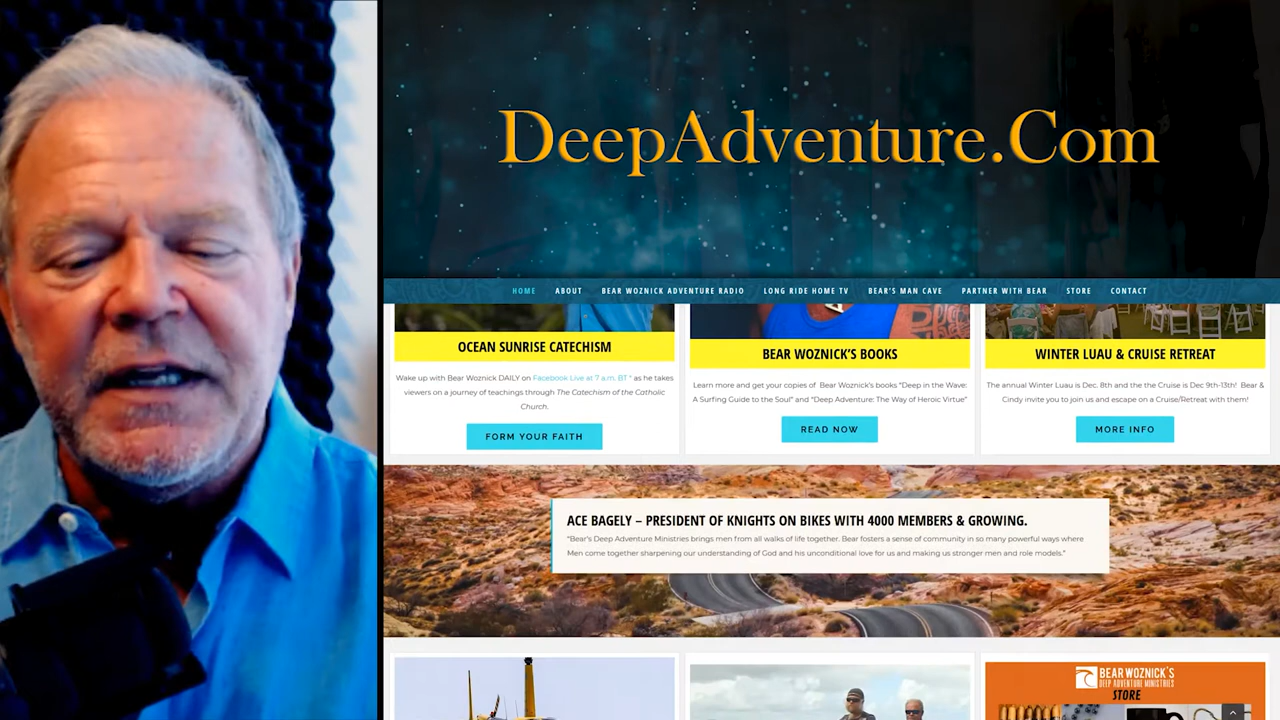 DeepAdventure.Com
HOME ABOUT BEAR WOZNICK ADVENTURE RADIO LONG RIDE HOME TV BEAR'S MAN CAVE PARTNER WITH BEAR STORE CONTACT
OCEAN SUNRISE CATECHISM
Wake up with Bear Woznick DAILY on Facebook Live at 7 a.m. BT " as he takes
viewers on a journey of teachings through The Catechism of the Catholic
Church.
FORM YOUR FAITH
BEAR WOZNICK'S BOOKS
Learn more and get your copies of Bear Woznick's books "Deep in the Wave:
A Surfing Guide to the Soul" and "Deep Adventure: The Way of Heroic Virtue"
READ NOW
WINTER LUAU & CRUISE RETREAT
The annual Winter Luau is Dec. 8th and the the Cruise is Dec 9th-13th! Bear &
Cindy invite you to join us and escape on a Cruise/Retreat with them!
MORE INFO
ACE BAGELY – PRESIDENT OF KNIGHTS ON BIKES WITH 4000 MEMBERS & GROWING.
"Bear's Deep Adventure Ministries brings men from all walks of life together. Bear fosters a sense of community in so many powerful ways where
Men come together sharpening our understanding of God and his unconditional love for us and making us stronger men and role models."
BEAR WOZNICK'S
DEEP ADVENTURE MINISTRIES
STORE